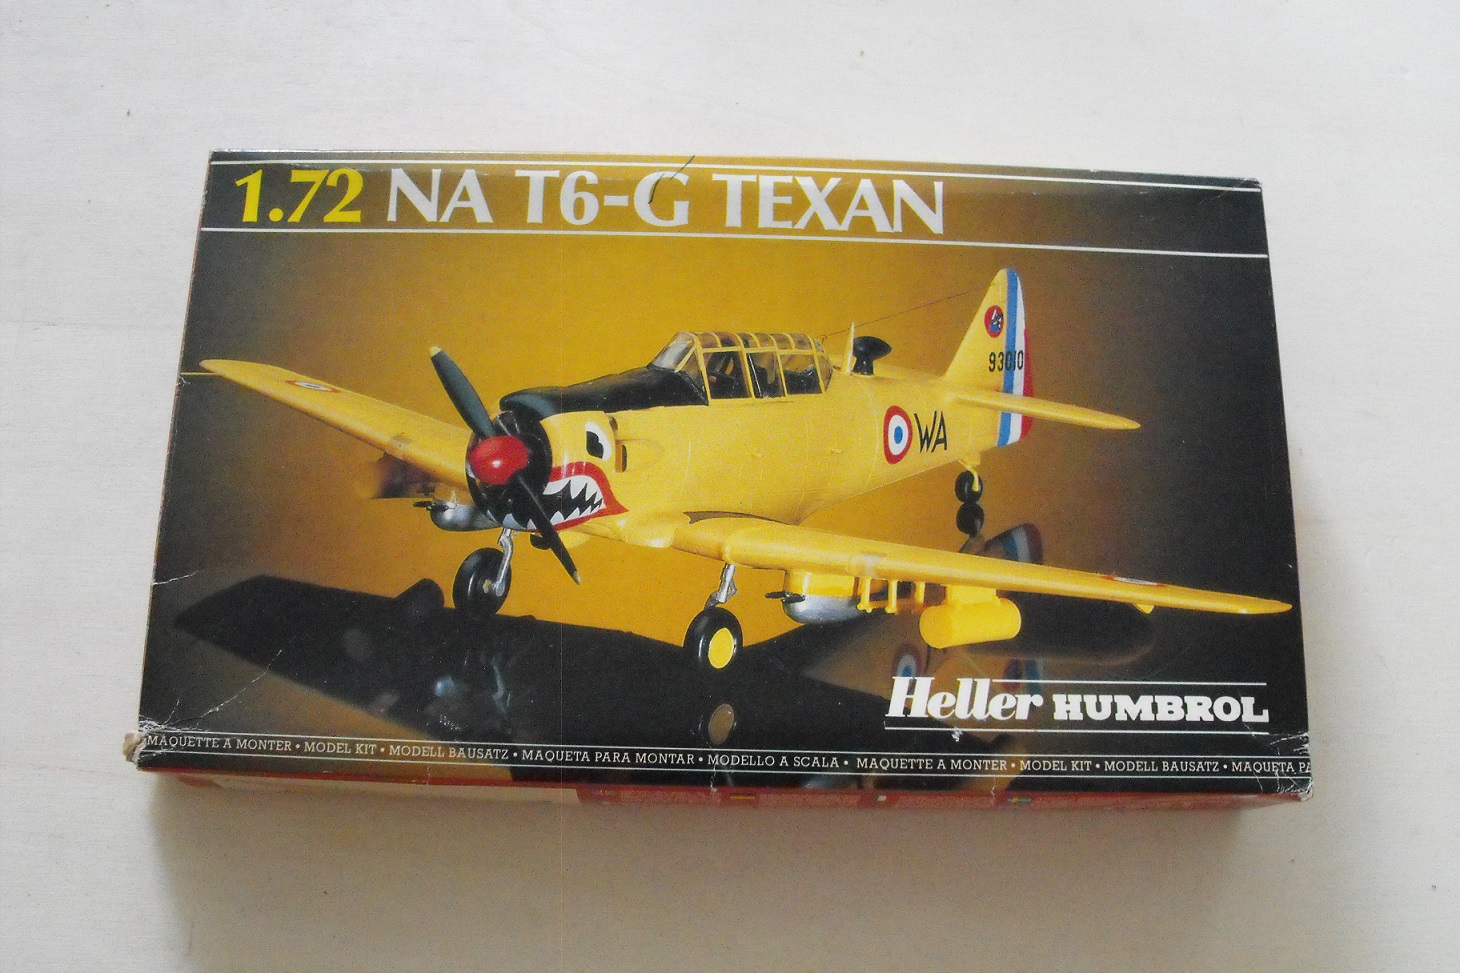 1.72 NA T6-G TEXAN
93010
WA
Heller HUMBROL
MAQUETTE A MONTER • MODEL KIT • MODELL BAUSATZ • MAQUETA PARA MONTAR • MODELLO A SCALA • MAQUETTE A MONTER • MODEL KIT • MODELL BAUSATZ • MAQUETA PA